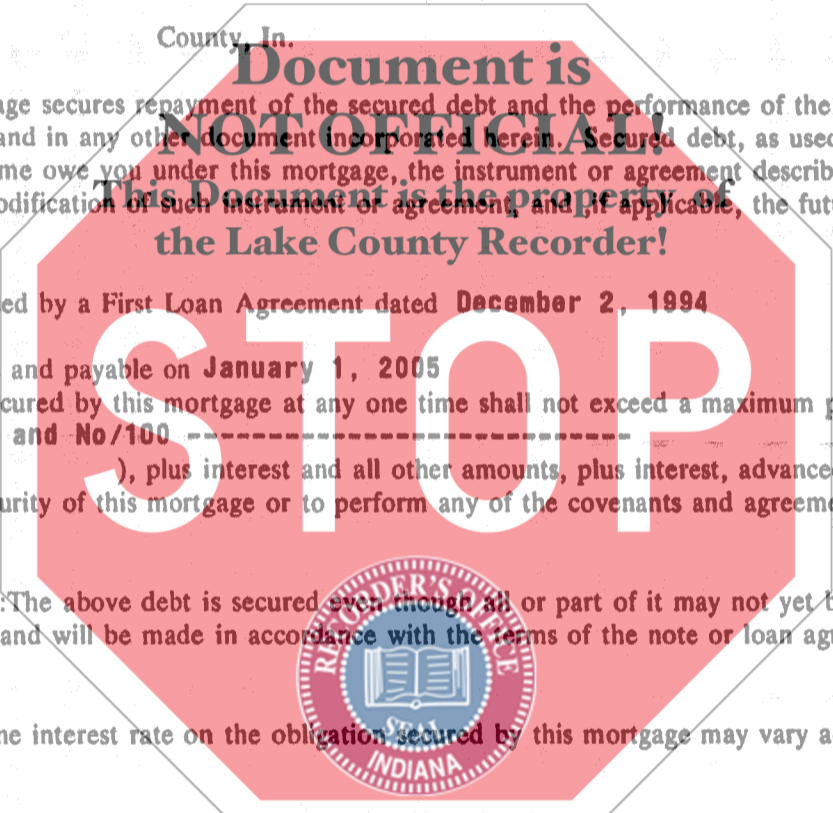 County, In.
Document is
age secures repayment of the secured debt and the performance of the
and in any other document incorporated herein. Secured debt, as used
NOT OFFICIAL!
me owe you under this mortgage, the instrument or agreement describ
This Document is the property of
odification of such instrument or agreement, and, if applicable, the fut
the Lake County Recorder!
ed by a First Loan Agreement dated December 2, 1994
STOP
and payable on January 1, 2005
cured by this mortgage at any one time shall not exceed a maximum p
and No/100 ----------------------------
), plus interest and all other amounts, plus interest, advance
urity of this mortgage or to perform any of the covenants and agreeme
:The above debt is secured even though all or part of it may not yet b
and will be made in accordance with the terms of the note or loan agr
RECORDER'S OFFICE
SEAL
INDIANA
ne interest rate on the obligation secured by this mortgage may vary a